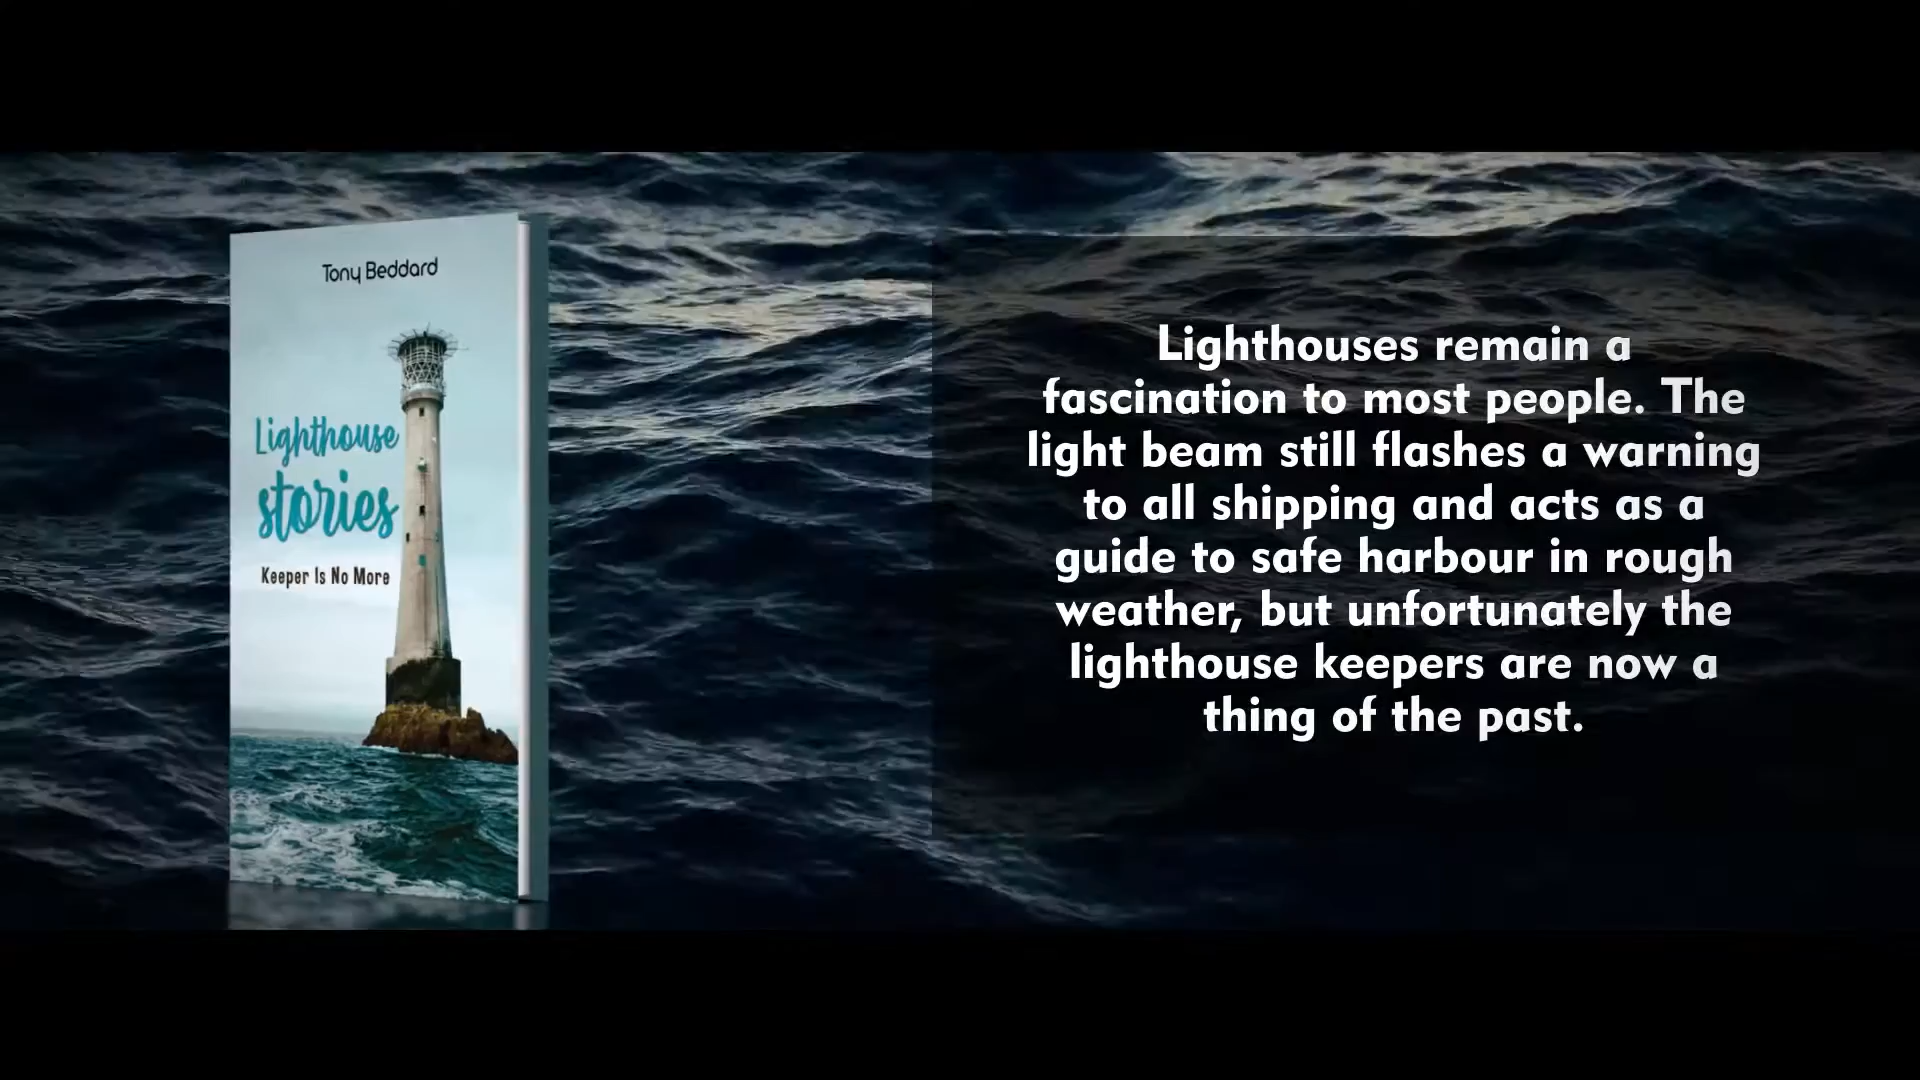 Tony Beddard
Lighthouse
stories
Keeper Is No More
Lighthouses remain a
fascination to most people. The
light beam still flashes a warning
to all shipping and acts as a
guide to safe harbour in rough
weather, but unfortunately the
lighthouse keepers are now a
thing of the past.